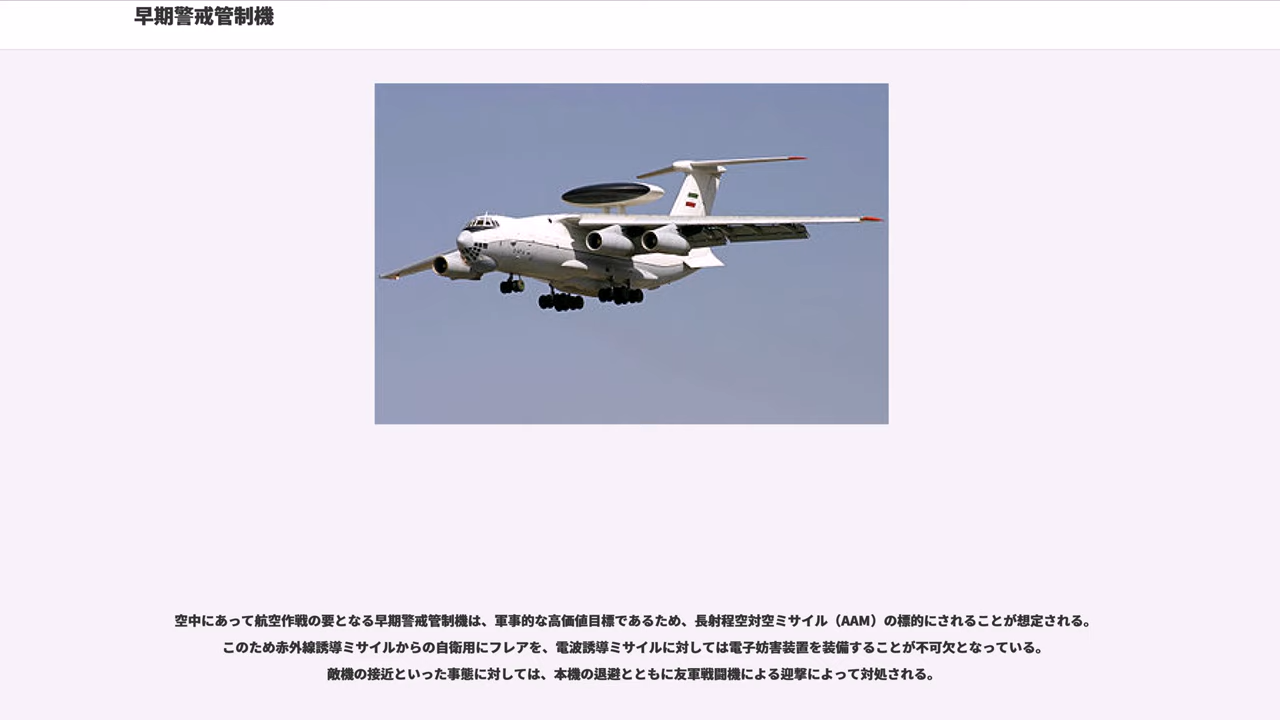 早期警戒管制機
空中にあって航空作戦の要となる早期警戒管制機は、軍事的な高価値目標であるため、長射程空対空ミサイル（AAM）の標的にされることが想定される。
このため赤外線誘導ミサイルからの自衛用にフレアを、電波誘導ミサイルに対しては電子妨害装置を装備することが不可欠となっている。
敵機の接近といった事態に対しては、本機の退避とともに友軍戦闘機による迎撃によって対処される。